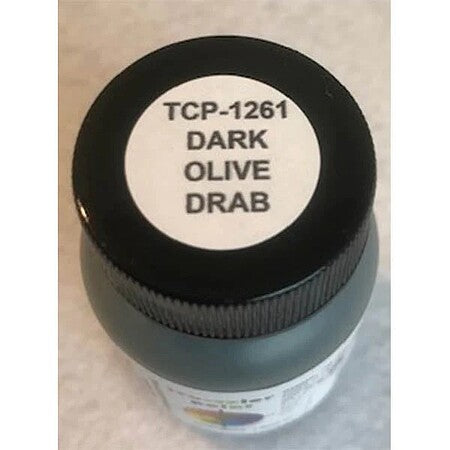 TCP-1261
DARK
OLIVE
DRAB